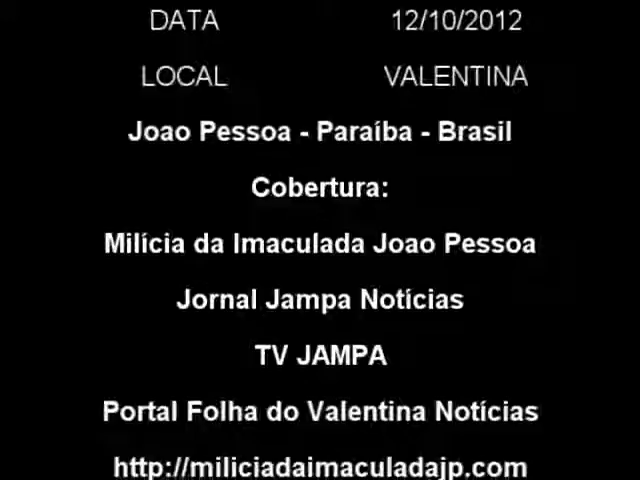 DATA 12/10/2012
LOCAL VALENTINA
Joao Pessoa - Paraíba - Brasil
Cobertura:
Milícia da Imaculada Joao Pessoa
Jornal Jampa Notícias
TV JAMPA
Portal Folha do Valentina Notícias
http://miliciadaimaculadajp.com